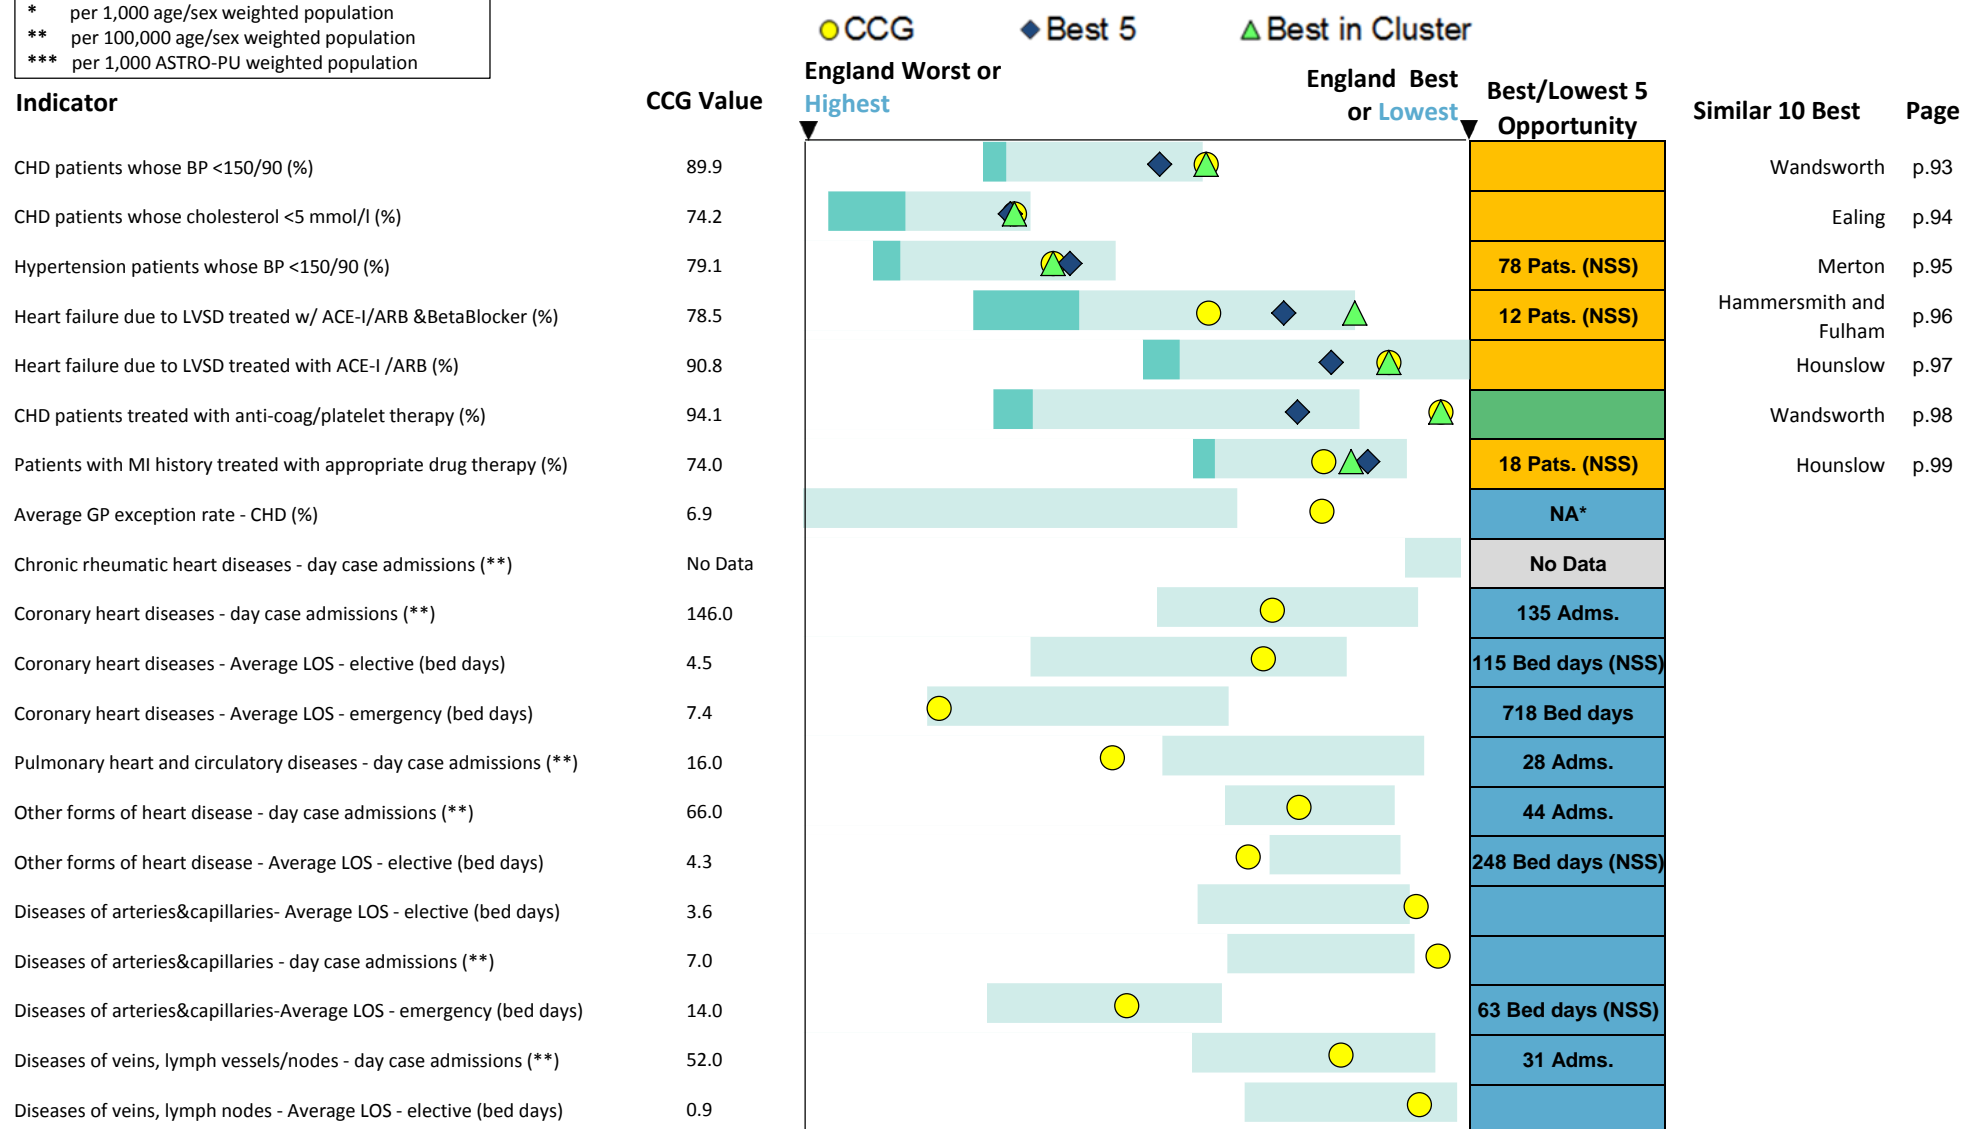 * per 1,000 age/sex weighted population
** per 100,000 age/sex weighted population
*** per 1,000 ASTRO-PU weighted population
CCG Best 5 Best in Cluster
Indicator CCG Value England Worst or Highest England Best or Lowest Best/Lowest 5 Opportunity Similar 10 Best Page
CHD patients whose BP <150/90 (%) 89.9 Wandsworth p.93
CHD patients whose cholesterol <5 mmol/l (%) 74.2 Ealing p.94
Hypertension patients whose BP <150/90 (%) 79.1 78 Pats. (NSS) Merton p.95
Heart failure due to LVSD treated w/ ACE-I/ARB &BetaBlocker (%) 78.5 12 Pats. (NSS) Hammersmith and Fulham p.96
Heart failure due to LVSD treated with ACE-I /ARB (%) 90.8 Hounslow p.97
CHD patients treated with anti-coag/platelet therapy (%) 94.1 Wandsworth p.98
Patients with MI history treated with appropriate drug therapy (%) 74.0 18 Pats. (NSS) Hounslow p.99
Average GP exception rate - CHD (%) 6.9 NA*
Chronic rheumatic heart diseases - day case admissions (**) No Data No Data
Coronary heart diseases - day case admissions (**) 146.0 135 Adms.
Coronary heart diseases - Average LOS - elective (bed days) 4.5 115 Bed days (NSS)
Coronary heart diseases - Average LOS - emergency (bed days) 7.4 718 Bed days
Pulmonary heart and circulatory diseases - day case admissions (**) 16.0 28 Adms.
Other forms of heart disease - day case admissions (**) 66.0 44 Adms.
Other forms of heart disease - Average LOS - elective (bed days) 4.3 248 Bed days (NSS)
Diseases of arteries&capillaries- Average LOS - elective (bed days) 3.6
Diseases of arteries&capillaries - day case admissions (**) 7.0
Diseases of arteries&capillaries-Average LOS - emergency (bed days) 14.0 63 Bed days (NSS)
Diseases of veins, lymph vessels/nodes - day case admissions (**) 52.0 31 Adms.
Diseases of veins, lymph nodes - Average LOS - elective (bed days) 0.9